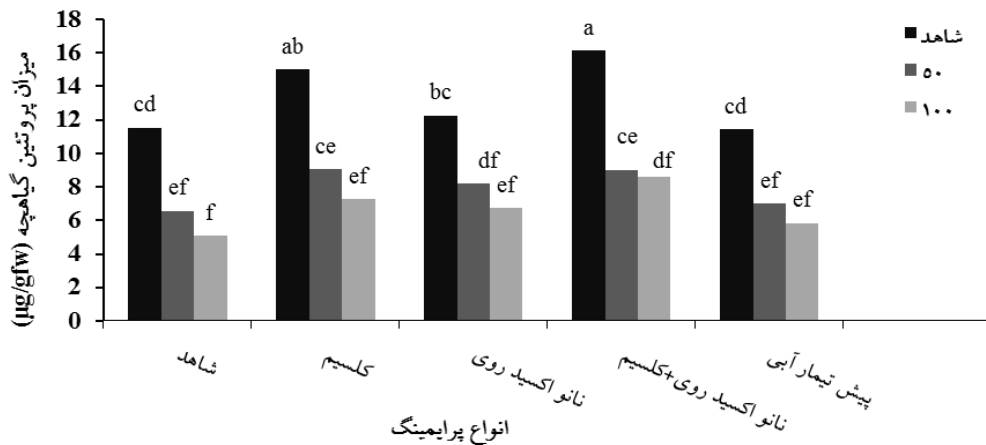 میزان پروتئین گیاهچه (µg/gfw)
18
16
14
12
10
8
6
4
2
0
cd
ef
f
ab
ce
ef
bc
df
ef
a
ce
df
cd
ef
ef
شاهد
۵۰
۱۰۰
شاهد
کلسیم
نانو اکسید روی
نانو اکسید روی+کلسیم
پیش تیمار آبی
انواع پرایمینگ